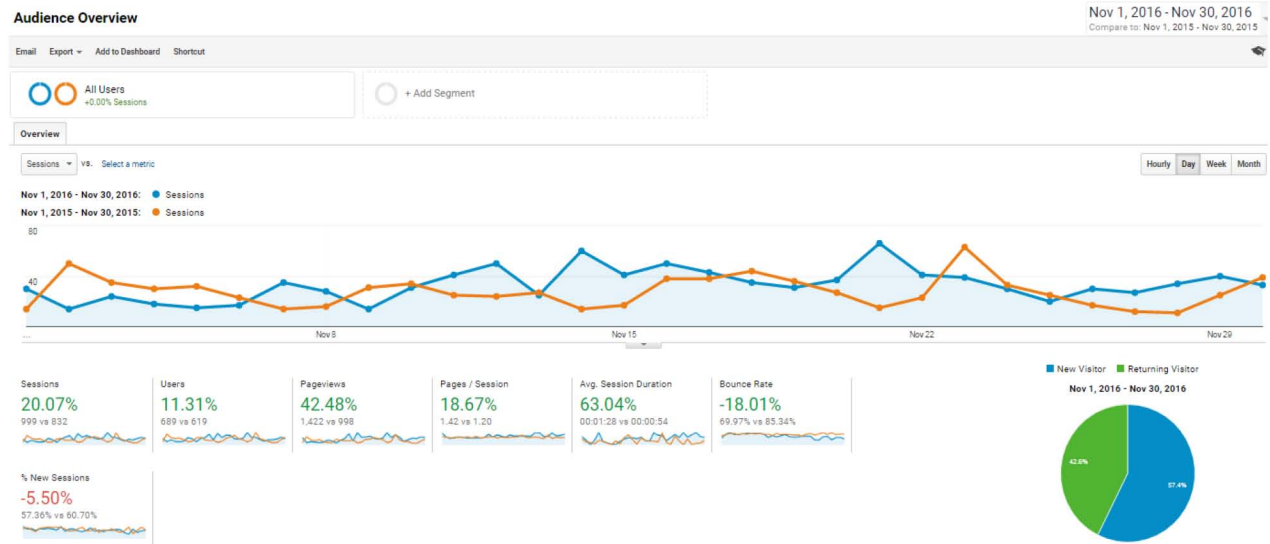 Audience Overview
Nov 1, 2016 - Nov 30, 2016
Compare to: Nov 1, 2015 - Nov 30, 2015
Email Export Add to Dashboard Shortcut
All Users
+0.00% Sessions
+ Add Segment
Overview
Sessions vs. Select a metric
Hourly Day Week Month
Nov 1, 2016 - Nov 30, 2016: Sessions
Nov 1, 2015 - Nov 30, 2015: Sessions
80
40
... Nov 8 Nov 15 Nov 22 Nov 29
Sessions
20.07%
999 vs 832
Users
11.31%
689 vs 619
Pageviews
42.48%
1,422 vs 998
Pages / Session
18.67%
1.42 vs 1.20
Avg. Session Duration
63.04%
00:01:28 vs 00:00:54
Bounce Rate
-18.01%
69.97% vs 85.34%
% New Sessions
-5.50%
57.36% vs 60.70%
New Visitor Returning Visitor
Nov 1, 2016 - Nov 30, 2016
42.6%
57.4%